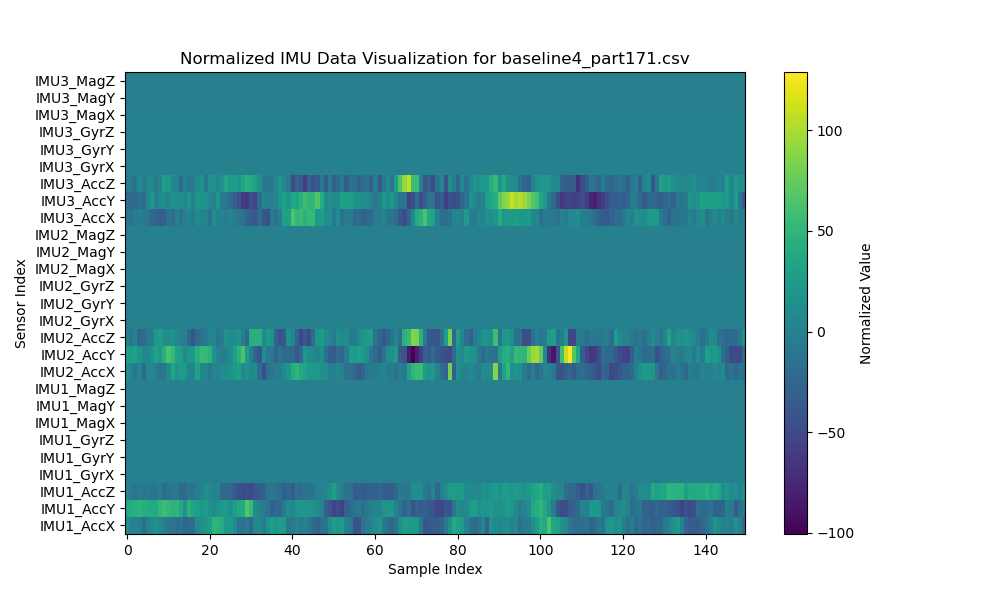 Normalized IMU Data Visualization for baseline4_part171.csv
IMU3_MagZ
IMU3_MagY
IMU3_MagX
IMU3_GyrZ
IMU3_GyrY
IMU3_GyrX
IMU3_AccZ
IMU3_AccY
IMU3_AccX
IMU2_MagZ
IMU2_MagY
IMU2_MagX
IMU2_GyrZ
IMU2_GyrY
IMU2_GyrX
IMU2_AccZ
IMU2_AccY
IMU2_AccX
IMU1_MagZ
IMU1_MagY
IMU1_MagX
IMU1_GyrZ
IMU1_GyrY
IMU1_GyrX
IMU1_AccZ
IMU1_AccY
IMU1_AccX
Sensor Index
0 20 40 60 80 100 120 140
Sample Index
100
50
0
−50
−100
Normalized Value